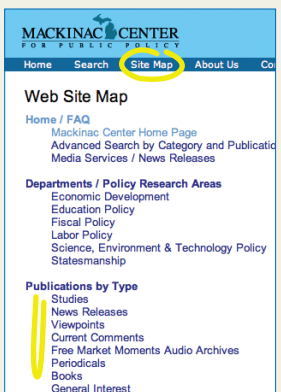 MACKINAC CENTER
FOR PUBLIC POLICY
Home Search Site Map About Us
Web Site Map
Home / FAQ
Mackinac Center Home Page
Advanced Search by Category and
Media Services / News Releases
Departments / Policy Research Areas
Economic Development
Education Policy
Fiscal Policy
Labor Policy
Science, Environment & Technology Policy
Statesmanship
Publications by Type
Studies
News Releases
Viewpoints
Current Comments
Free Market Moments Audio Archives
Periodicals
Books
General Interest